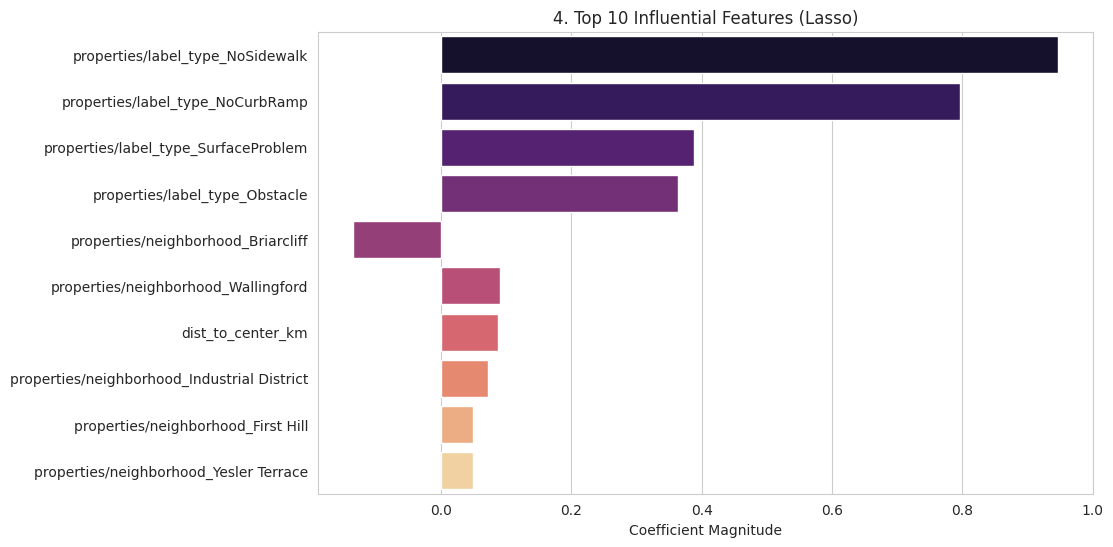 4. Top 10 Influential Features (Lasso)
properties/label_type_NoSidewalk
properties/label_type_NoCurbRamp
properties/label_type_SurfaceProblem
properties/label_type_Obstacle
properties/neighborhood_Briarcliff
properties/neighborhood_Wallingford
dist_to_center_km
properties/neighborhood_Industrial District
properties/neighborhood_First Hill
properties/neighborhood_Yesler Terrace
0.0 0.2 0.4 0.6 0.8 1.0
Coefficient Magnitude